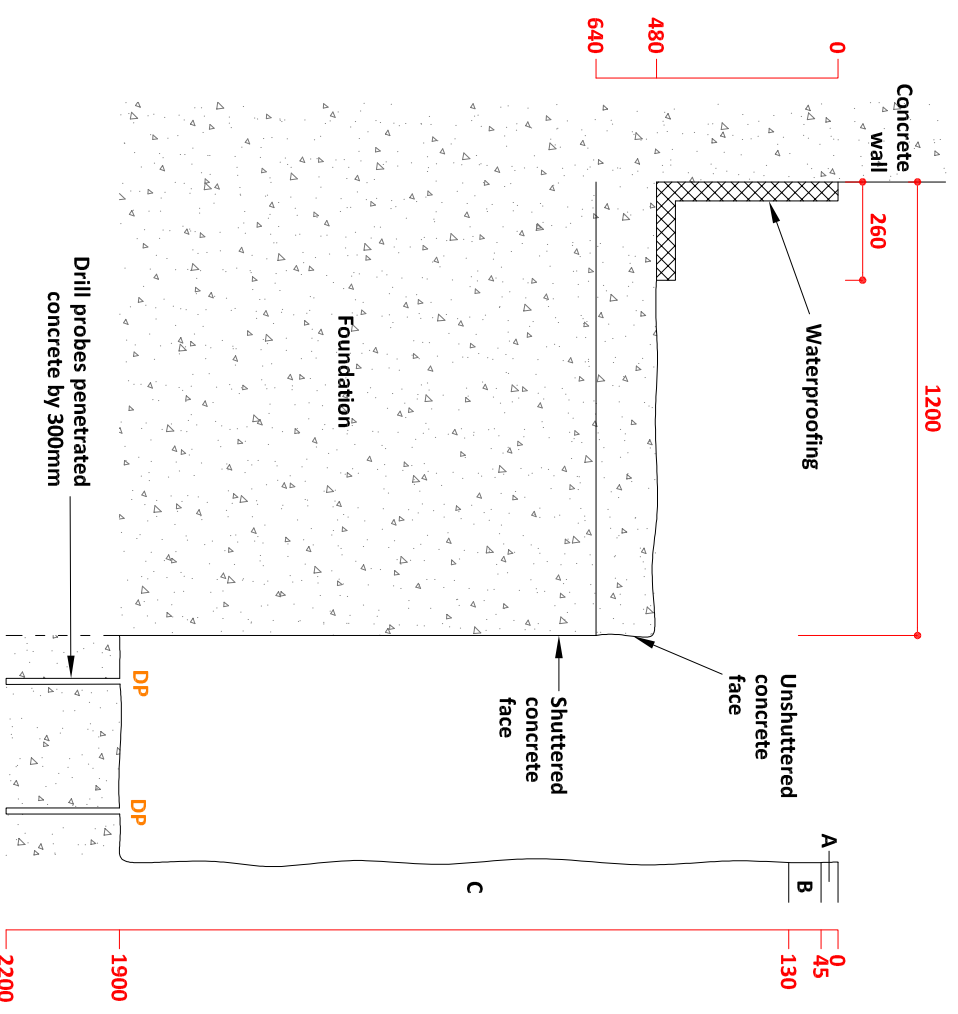 1200
Concrete
wall
260
0
480
640
Waterproofing
Unshuttered
concrete
face
Shuttered
concrete
face
Foundation
Drill probes penetrated
concrete by 300mm
DP
DP
A
B
C
0
45
130
1900
2200